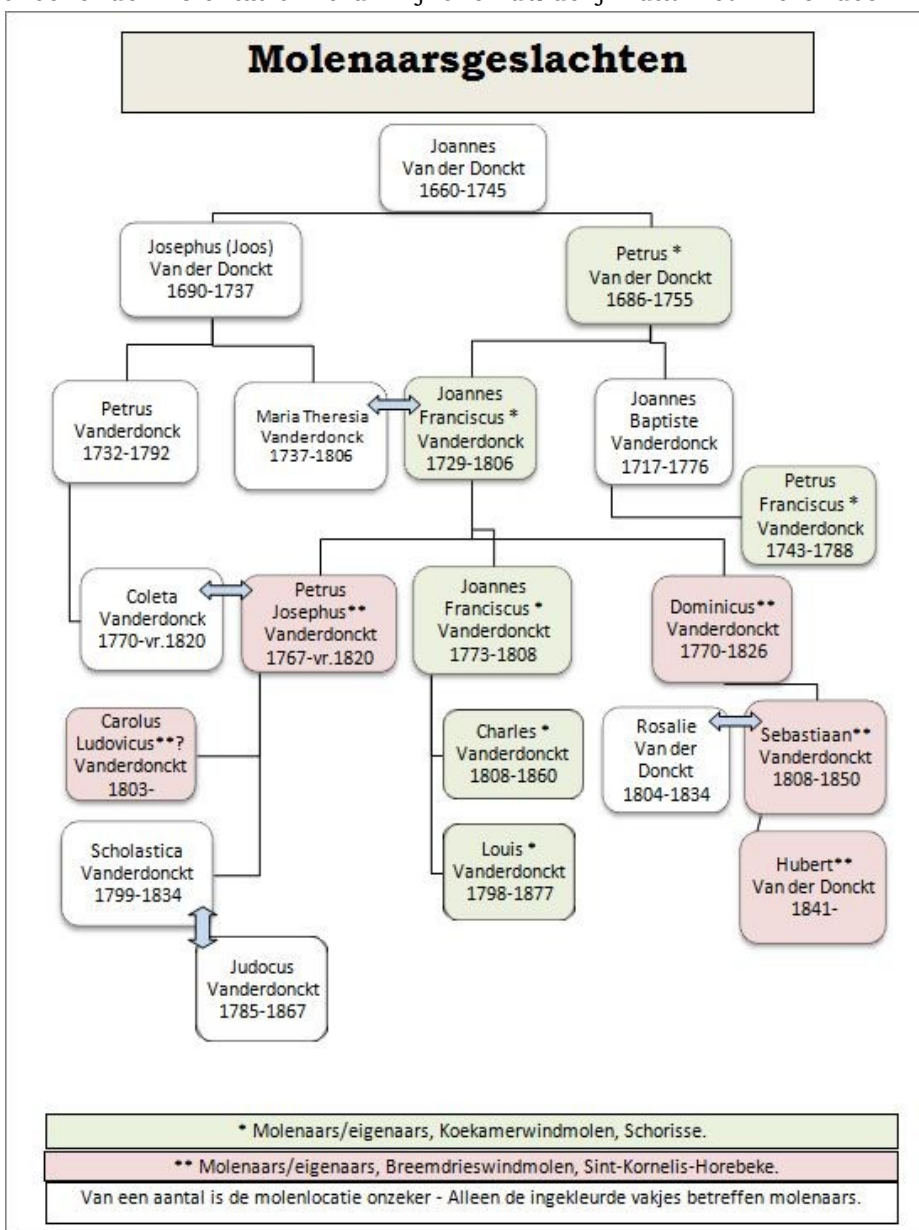 Molenaarsgeslachten
Joannes
Van der Donckt
1660-1745
Josephus (Joos)
Van der Donckt
1690-1737
Petrus *
Van der Donckt
1686-1755
Petrus
Vanderdonck
1732-1792
Maria Theresia
Vanderdonck
1737-1806
Joannes
Franciscus *
Vanderdonck
1729-1806
Joannes
Baptiste
Vanderdonck
1717-1776
Petrus
Franciscus *
Vanderdonck
1743-1788
Coleta
Vanderdonck
1770-vr.1820
Petrus
Josephus**
Vanderdonckt
1767-vr.1820
Joannes
Franciscus *
Vanderdonckt
1773-1808
Dominicus**
Vanderdonckt
1770-1826
Carolus
Ludovicus**?
Vanderdonckt
1803-
Charles *
Vanderdonckt
1808-1860
Rosalie
Van der
Donckt
1804-1834
Sebastiaan**
Vanderdonckt
1808-1850
Scholastica
Vanderdonckt
1799-1834
Louis *
Vanderdonckt
1798-1877
Hubert**
Van der Donckt
1841-
Judocus
Vanderdonckt
1785-1867
* Molenaars/eigenaars, Koekamerwindmolen, Schorisse.
** Molenaars/eigenaars, Breemdrieswindmolen, Sint-Kornelis-Horebeke.
Van een aantal is de molenlocatie onzeker - Alleen de ingekleurde vakjes betreffen molenaars.